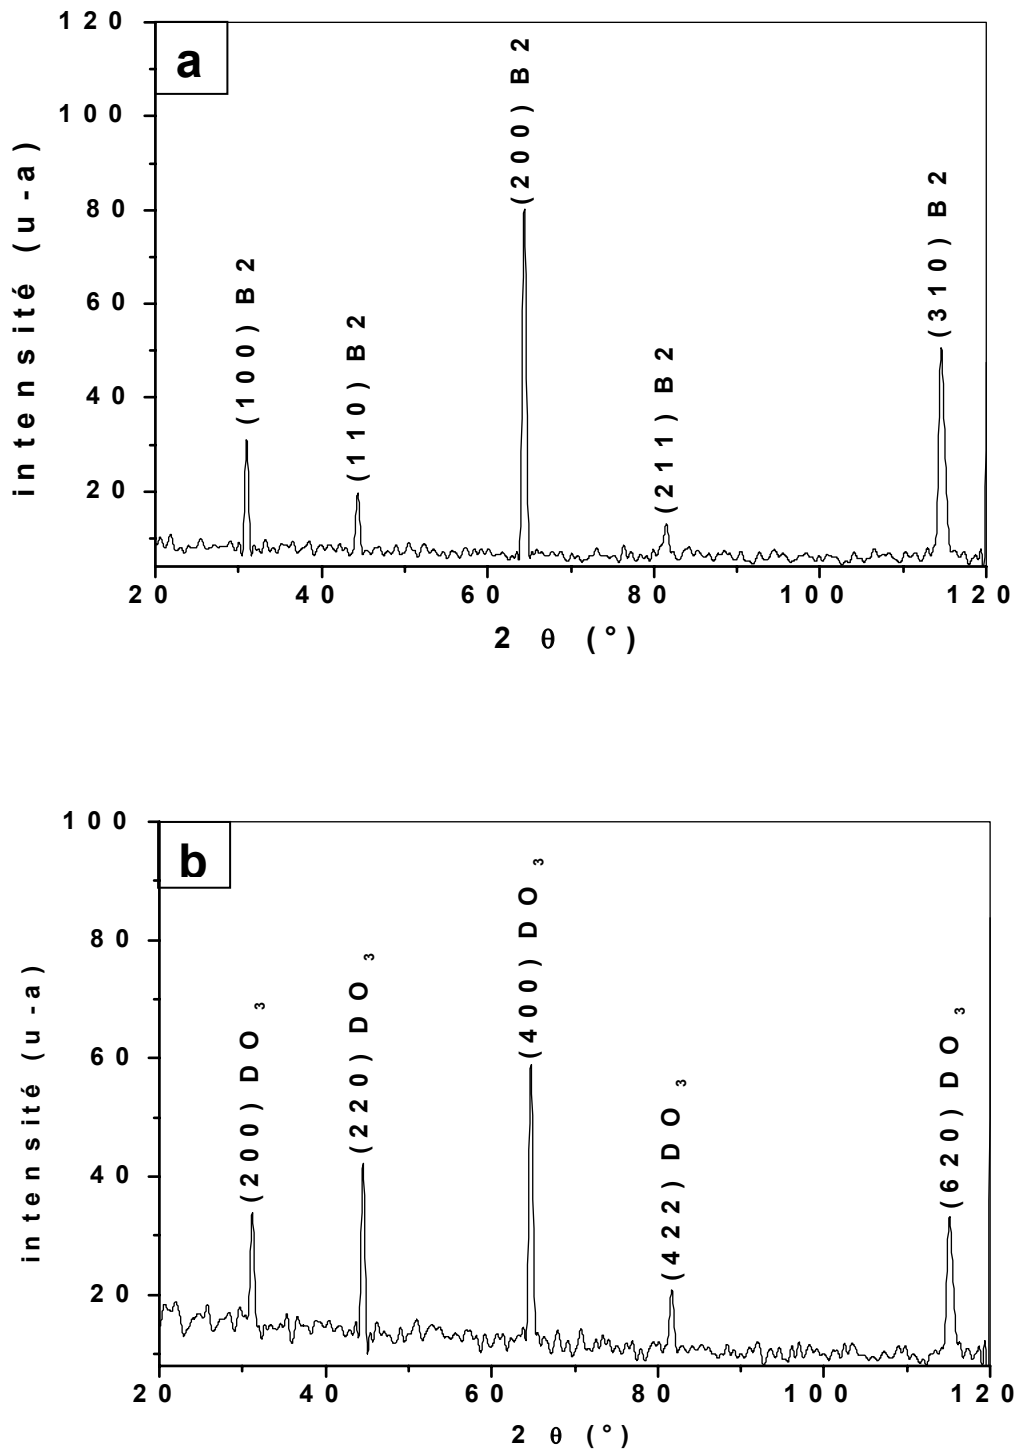 a
120
100
80
60
40
20
intensité (u-a)
(100) B2
(110) B2
(200) B2
(211) B2
(310) B2
20 40 60 80 100 120
2 θ (°)
b
100
80
60
40
20
intensité (u-a)
(200) DO₃
(220) DO₃
(400) DO₃
(422) DO₃
(620) DO₃
20 40 60 80 100 120
2 θ (°)